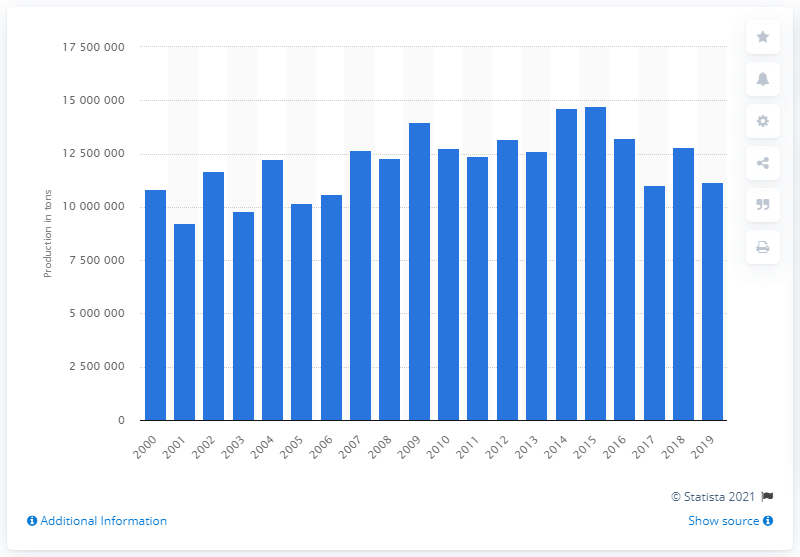 17 500 000
15 000 000
12 500 000
10 000 000
7 500 000
5 000 000
2 500 000
0
Production in tons
2000
2001
2002
2003
2004
2005
2006
2007
2008
2009
2010
2011
2012
2013
2014
2015
2016
2017
2018
2019
© Statista 2021
Additional Information
Show source